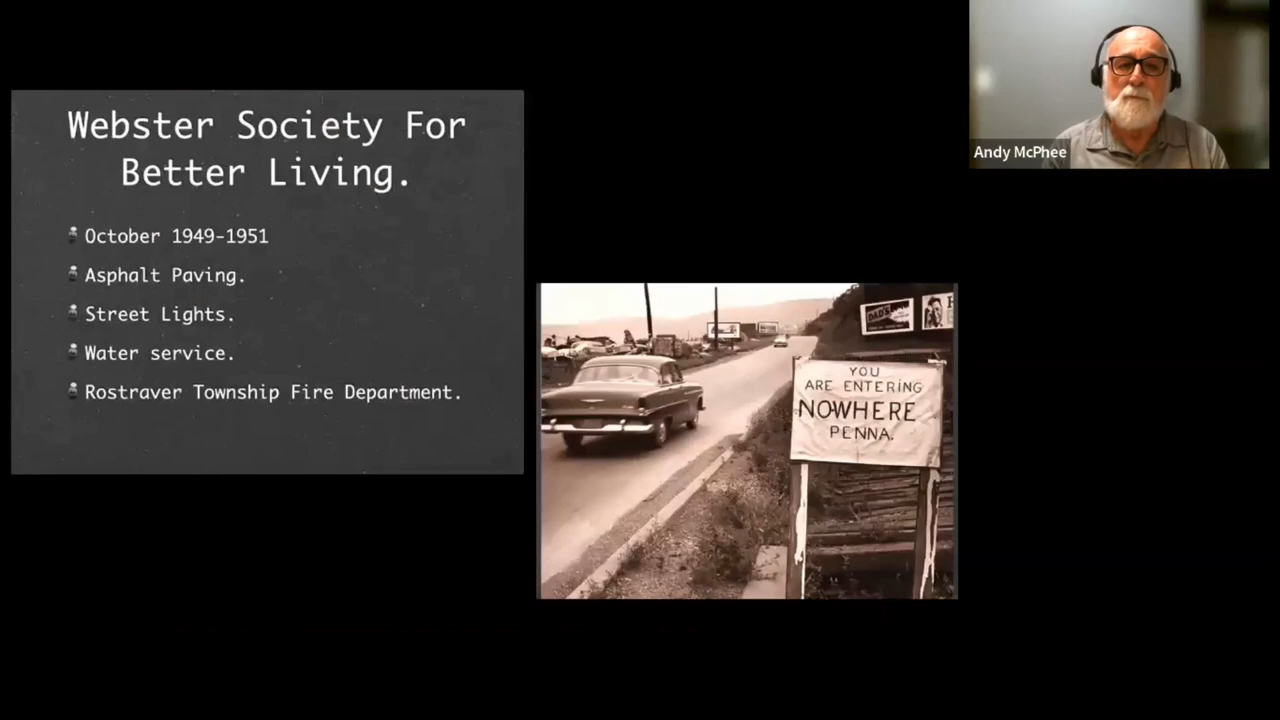 Webster Society For
Better Living.
October 1949-1951
Asphalt Paving.
Street Lights.
Water service.
Rostraver Township Fire Department.
Andy McPhee
DAD'S
YOU
ARE ENTERING
NOWHERE
PENNA.